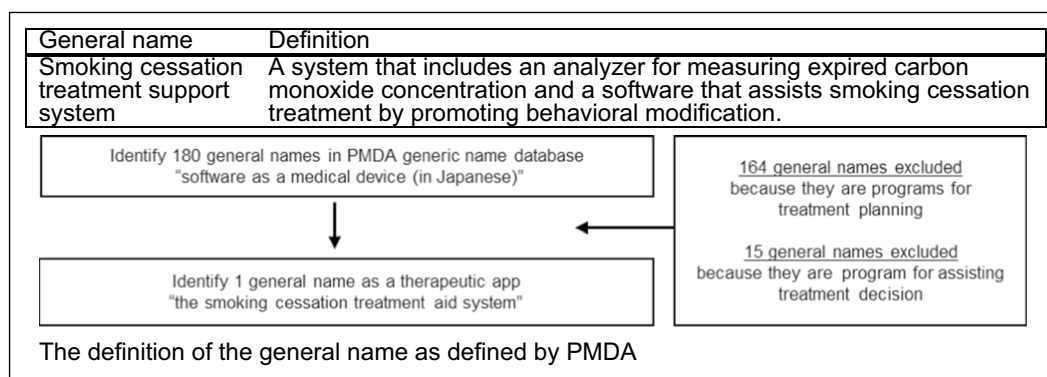 General name Definition
Smoking cessation treatment support system
A system that includes an analyzer for measuring expired carbon
monoxide concentration and a software that assists smoking cessation
treatment by promoting behavioral modification.
Identify 180 general names in PMDA generic name database
“software as a medical device (in Japanese)”
164 general names excluded
because they are programs for
treatment planning
15 general names excluded
because they are program for assisting
treatment decision
Identify 1 general name as a therapeutic app
“the smoking cessation treatment aid system”
The definition of the general name as defined by PMDA